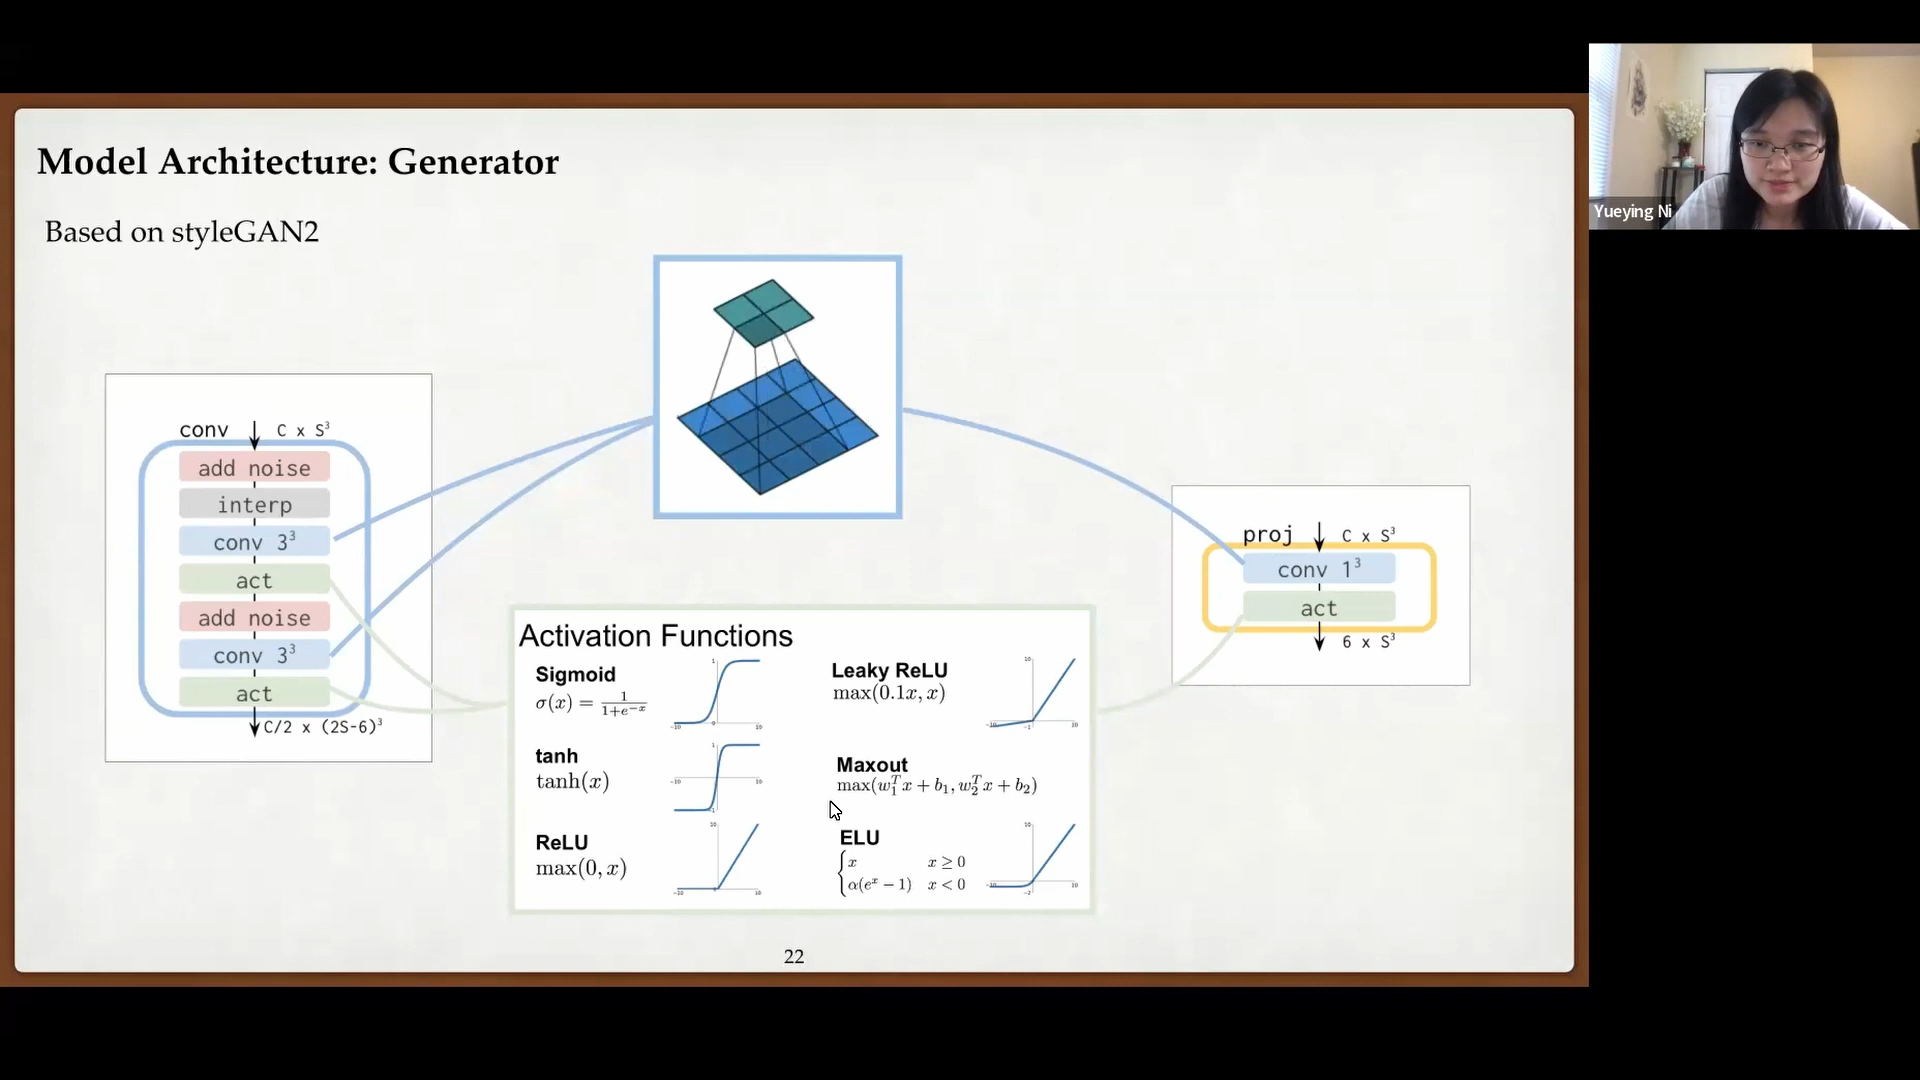 Model Architecture: Generator
Based on styleGAN2
conv C x S³
add noise
interp
conv 3³
act
add noise
conv 3³
act
C/2 x (2S-6)³
proj C x S³
conv 1³
act
6 x S³
Activation Functions
Sigmoid
σ(x) = 1/(1+e⁻ˣ)
tanh
tanh(x)
ReLU
max(0, x)
Leaky ReLU
max(0.1x, x)
Maxout
max(w₁ᵀx + b₁, w₂ᵀx + b₂)
ELU
x x ≥ 0
α(eˣ − 1) x < 0
22
Yueying Ni